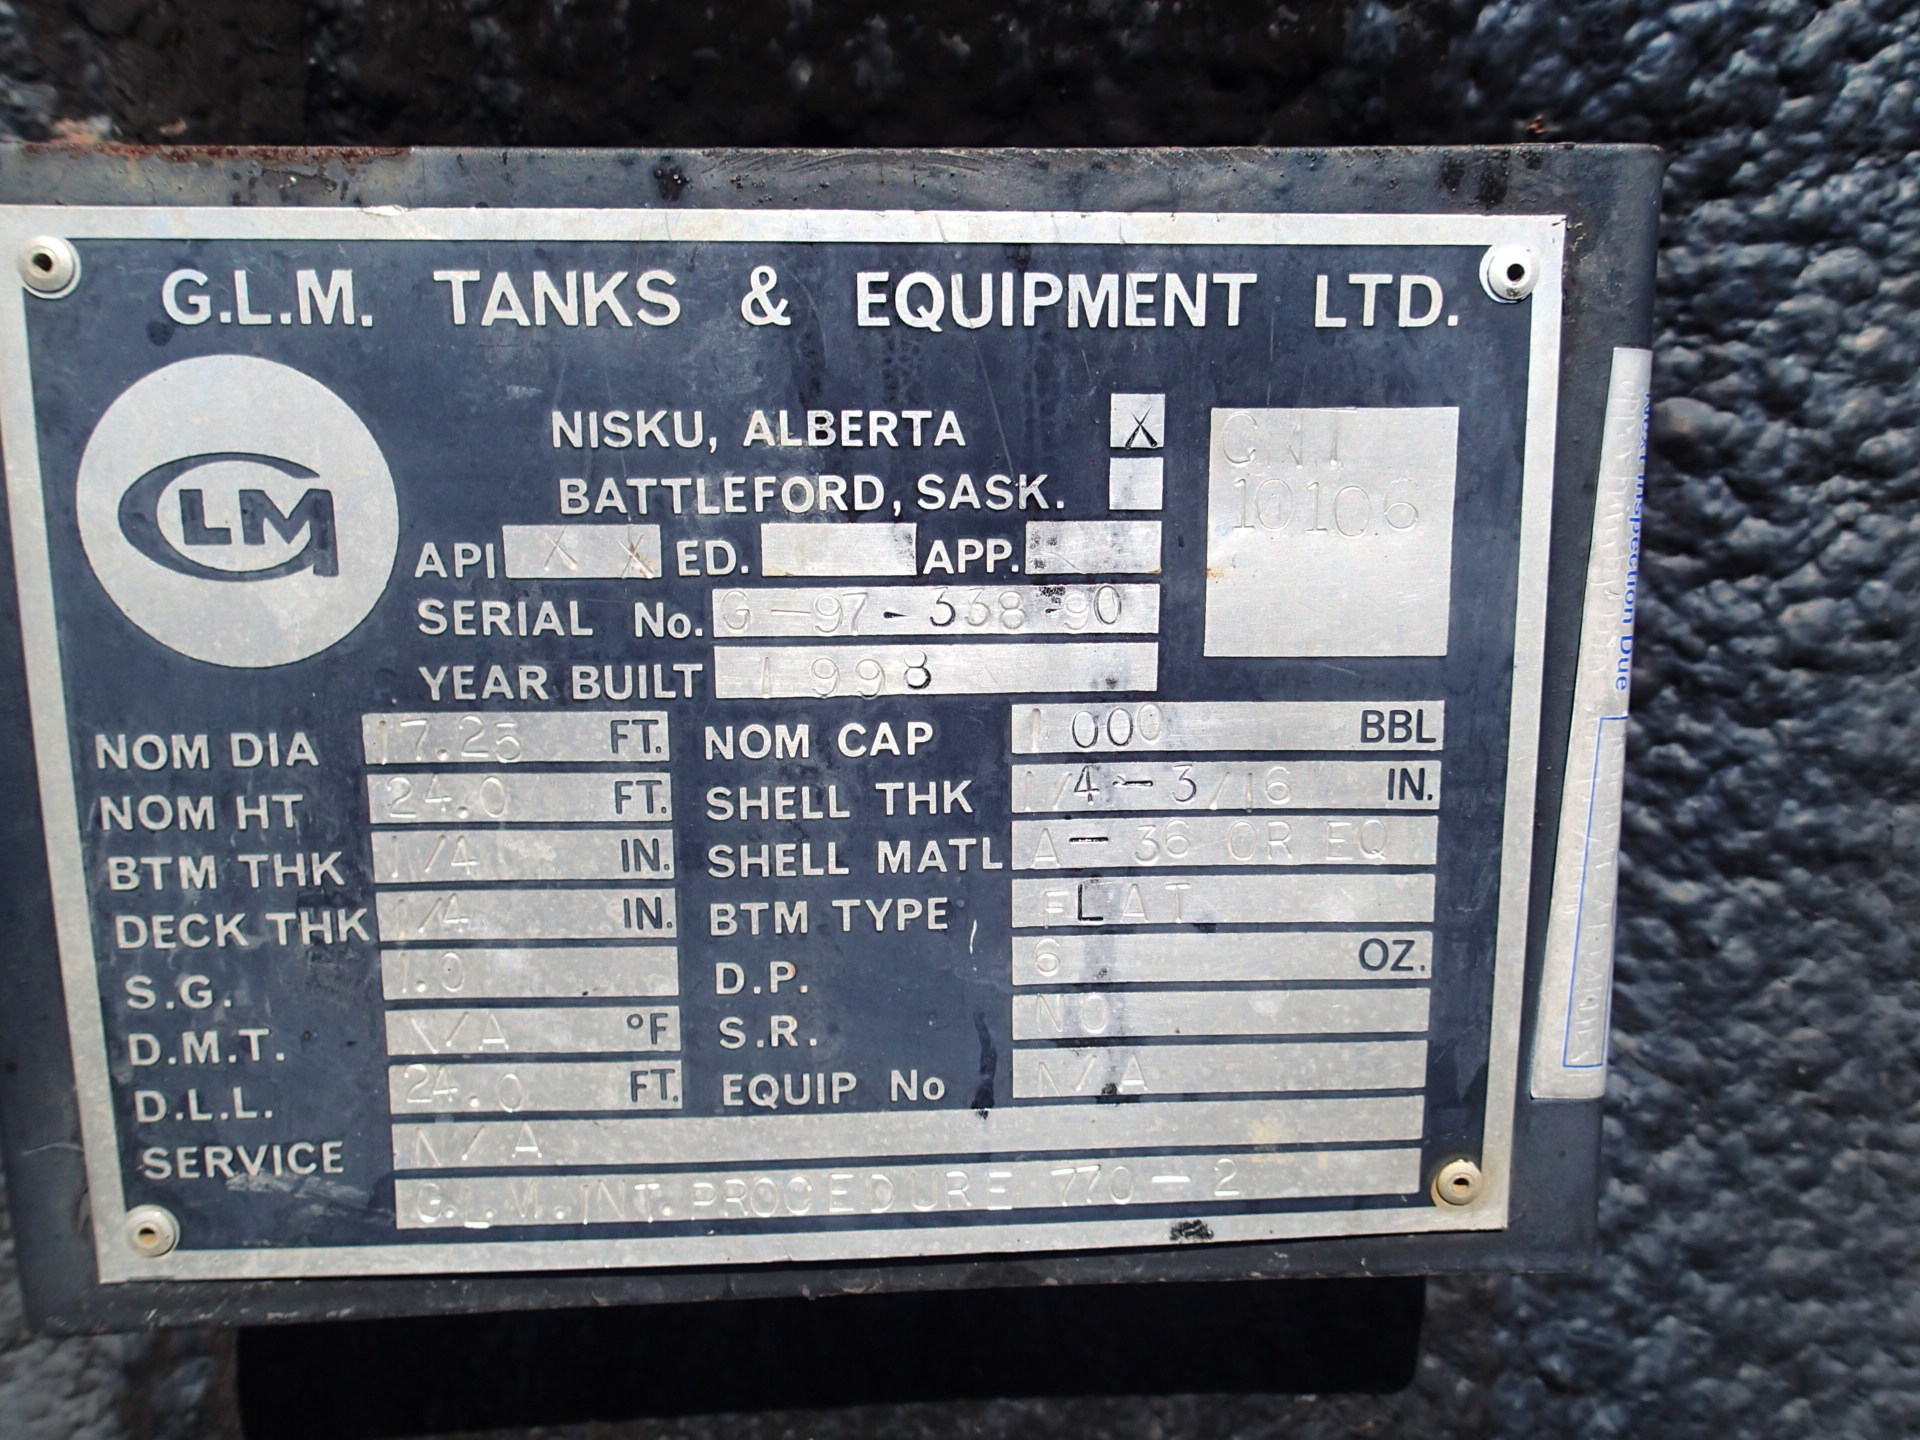 G.L.M. TANKS & EQUIPMENT LTD.
GLM
NISKU, ALBERTA X
BATTLEFORD, SASK.
CNT
10106
API X X ED. APP.
SERIAL No. G-97-338-90
YEAR BUILT 1998
NOM DIA 17.25 FT. NOM CAP 1000 BBL
NOM HT 24.0 FT. SHELL THK 1/4-3/16 IN.
BTM THK 1/4 IN. SHELL MATL A-36 OR EQ
DECK THK 1/4 IN. BTM TYPE FLAT
S.G. 1.0 D.P. 6 OZ.
D.M.T. N/A °F S.R. NO
D.L.L. 24.0 FT. EQUIP No N/A
SERVICE N/A
G.L.M. INT. PROCEDURE 770-2
Next Inspection Due